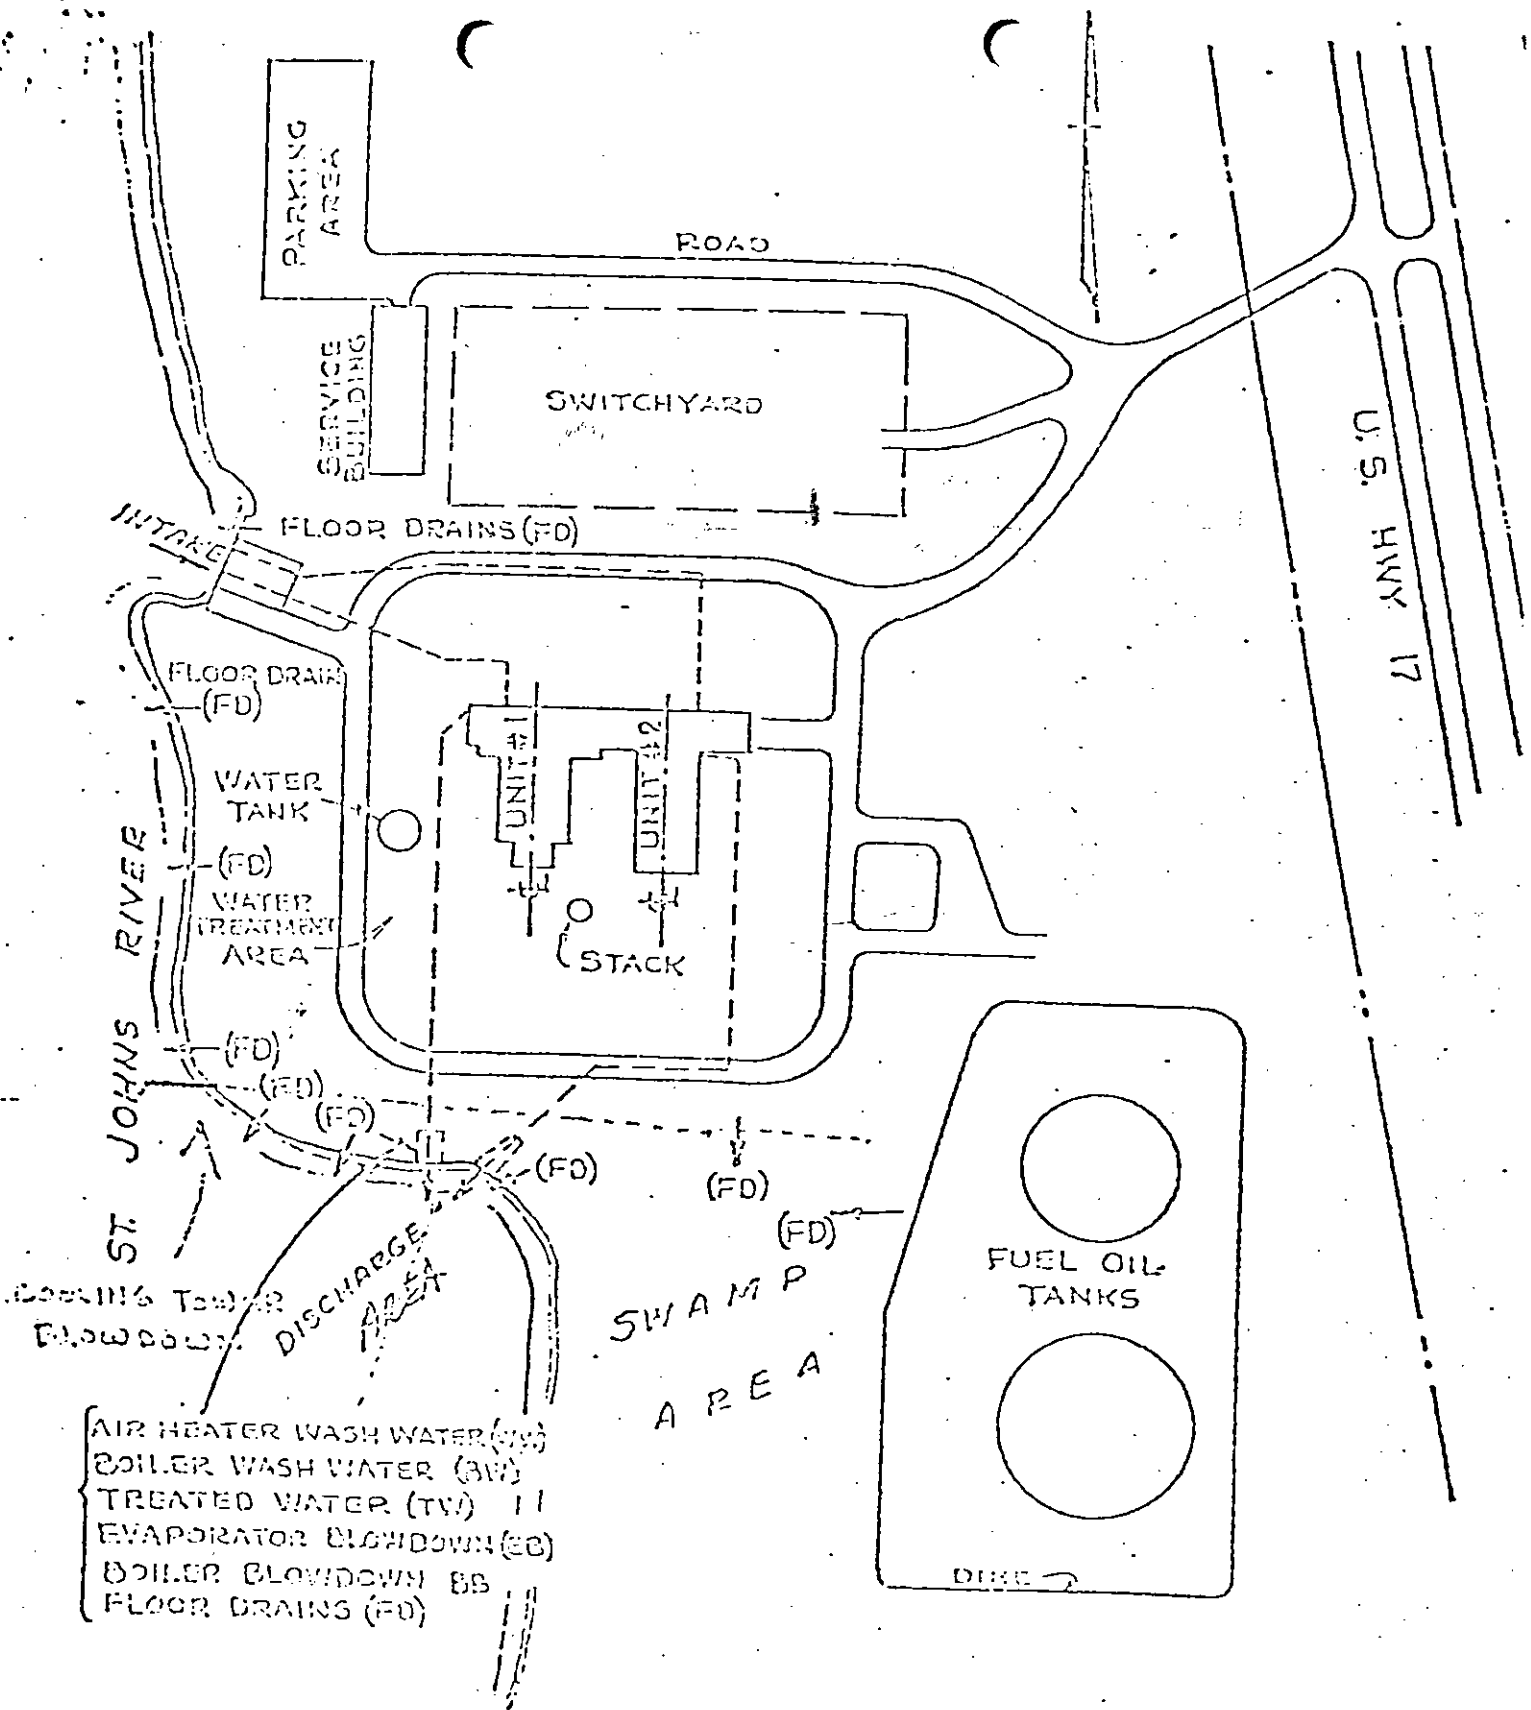 PARKING
AREA
ROAD
SERVICE
BUILDING
SWITCHYARD
U.S. HWY 17
INTAKE
FLOOR DRAINS (FD)
FLOOR DRAIN
(FD)
UNIT #1
UNIT #2
WATER
TANK
(FD)
WATER
TREATMENT
AREA
STACK
ST. JOHNS RIVER
(FD)
(FD)
(FD)
(FD)
(FD)
(FD)
COOLING TOWER
BLOWDOWN
DISCHARGE
AREA
SWAMP
AREA
FUEL OIL
TANKS
AIR HEATER WASH WATER
BOILER WASH WATER (BW)
TREATED WATER (TW)
EVAPORATOR BLOWDOWN (EB)
BOILER BLOWDOWN BB
FLOOR DRAINS (FD)
DIKE